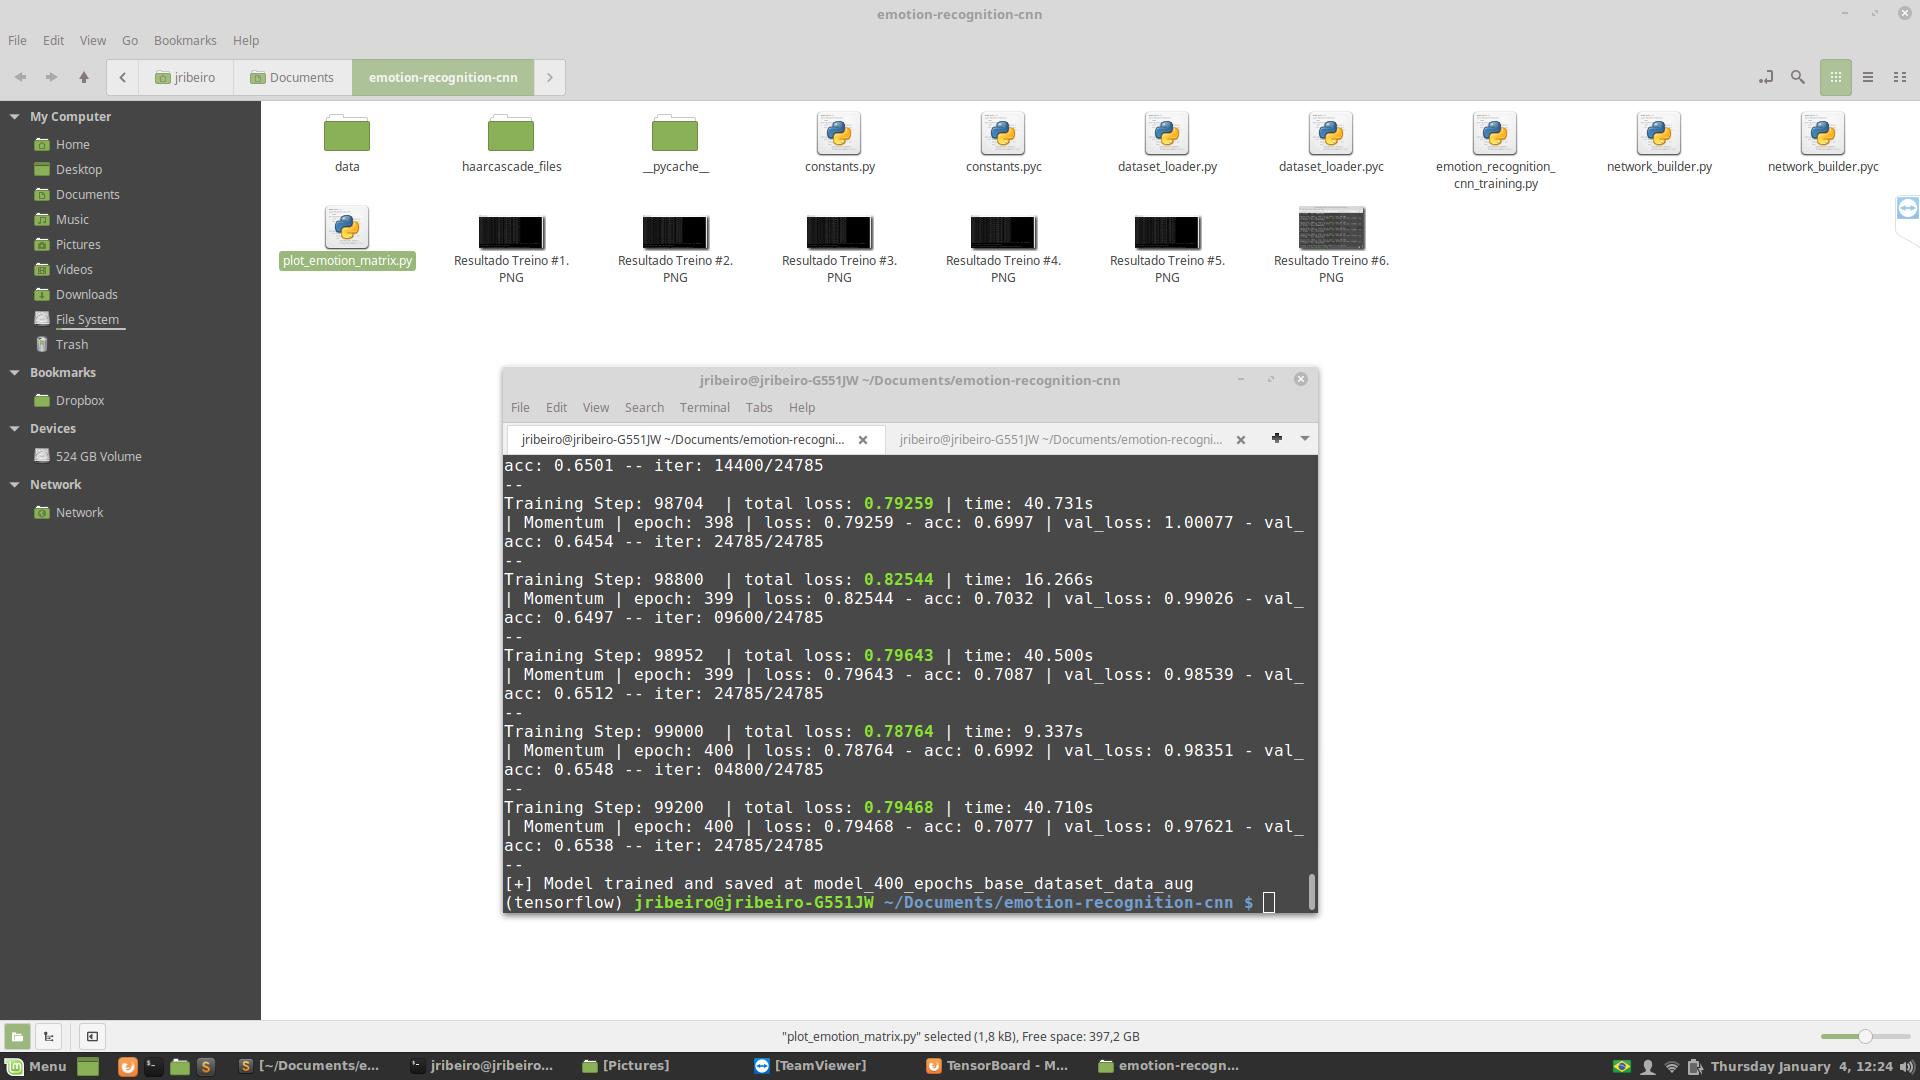 emotion-recognition-cnn
File Edit View Go Bookmarks Help
jribeiro Documents emotion-recognition-cnn
My Computer
Home
Desktop
Documents
Music
Pictures
Videos
Downloads
File System
Trash
Bookmarks
Dropbox
Devices
524 GB Volume
Network
Network
data
haarcascade_files
__pycache__
constants.py
constants.pyc
dataset_loader.py
dataset_loader.pyc
emotion_recognition_
cnn_training.py
network_builder.py
network_builder.pyc
plot_emotion_matrix.py
Resultado Treino #1.
PNG
Resultado Treino #2.
PNG
Resultado Treino #3.
PNG
Resultado Treino #4.
PNG
Resultado Treino #5.
PNG
Resultado Treino #6.
PNG
jribeiro@jribeiro-G551JW ~/Documents/emotion-recognition-cnn
File Edit View Search Terminal Tabs Help
jribeiro@jribeiro-G551JW ~/Documents/emotion-recogni... jribeiro@jribeiro-G551JW ~/Documents/emotion-recogni...
acc: 0.6501 -- iter: 14400/24785
--
Training Step: 98704  | total loss: 0.79259 | time: 40.731s
| Momentum | epoch: 398 | loss: 0.79259 - acc: 0.6997 | val_loss: 1.00077 - val_
acc: 0.6454 -- iter: 24785/24785
--
Training Step: 98800  | total loss: 0.82544 | time: 16.266s
| Momentum | epoch: 399 | loss: 0.82544 - acc: 0.7032 | val_loss: 0.99026 - val_
acc: 0.6497 -- iter: 09600/24785
--
Training Step: 98952  | total loss: 0.79643 | time: 40.500s
| Momentum | epoch: 399 | loss: 0.79643 - acc: 0.7087 | val_loss: 0.98539 - val_
acc: 0.6512 -- iter: 24785/24785
--
Training Step: 99000  | total loss: 0.78764 | time: 9.337s
| Momentum | epoch: 400 | loss: 0.78764 - acc: 0.6992 | val_loss: 0.98351 - val_
acc: 0.6548 -- iter: 04800/24785
--
Training Step: 99200  | total loss: 0.79468 | time: 40.710s
| Momentum | epoch: 400 | loss: 0.79468 - acc: 0.7077 | val_loss: 0.97621 - val_
acc: 0.6538 -- iter: 24785/24785
--
[+] Model trained and saved at model_400_epochs_base_dataset_data_aug
(tensorflow) jribeiro@jribeiro-G551JW ~/Documents/emotion-recognition-cnn $
"plot_emotion_matrix.py" selected (1,8 kB), Free space: 397,2 GB
Menu [~/Documents/e... jribeiro@jribeiro... [Pictures] [TeamViewer] TensorBoard - M... emotion-recogn... Thursday January 4, 12:24